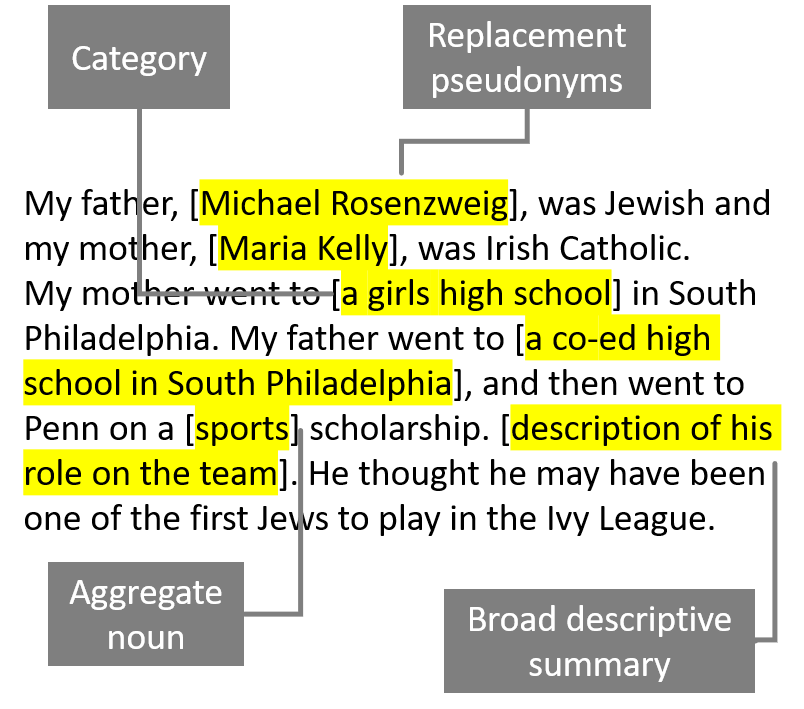 Category
Replacement
pseudonyms
My father, [Michael Rosenzweig], was Jewish and
my mother, [Maria Kelly], was Irish Catholic.
My mother went to [a girls high school] in South
Philadelphia. My father went to [a co-ed high
school in South Philadelphia], and then went to
Penn on a [sports] scholarship. [description of his
role on the team]. He thought he may have been
one of the first Jews to play in the Ivy League.
Aggregate
noun
Broad descriptive
summary